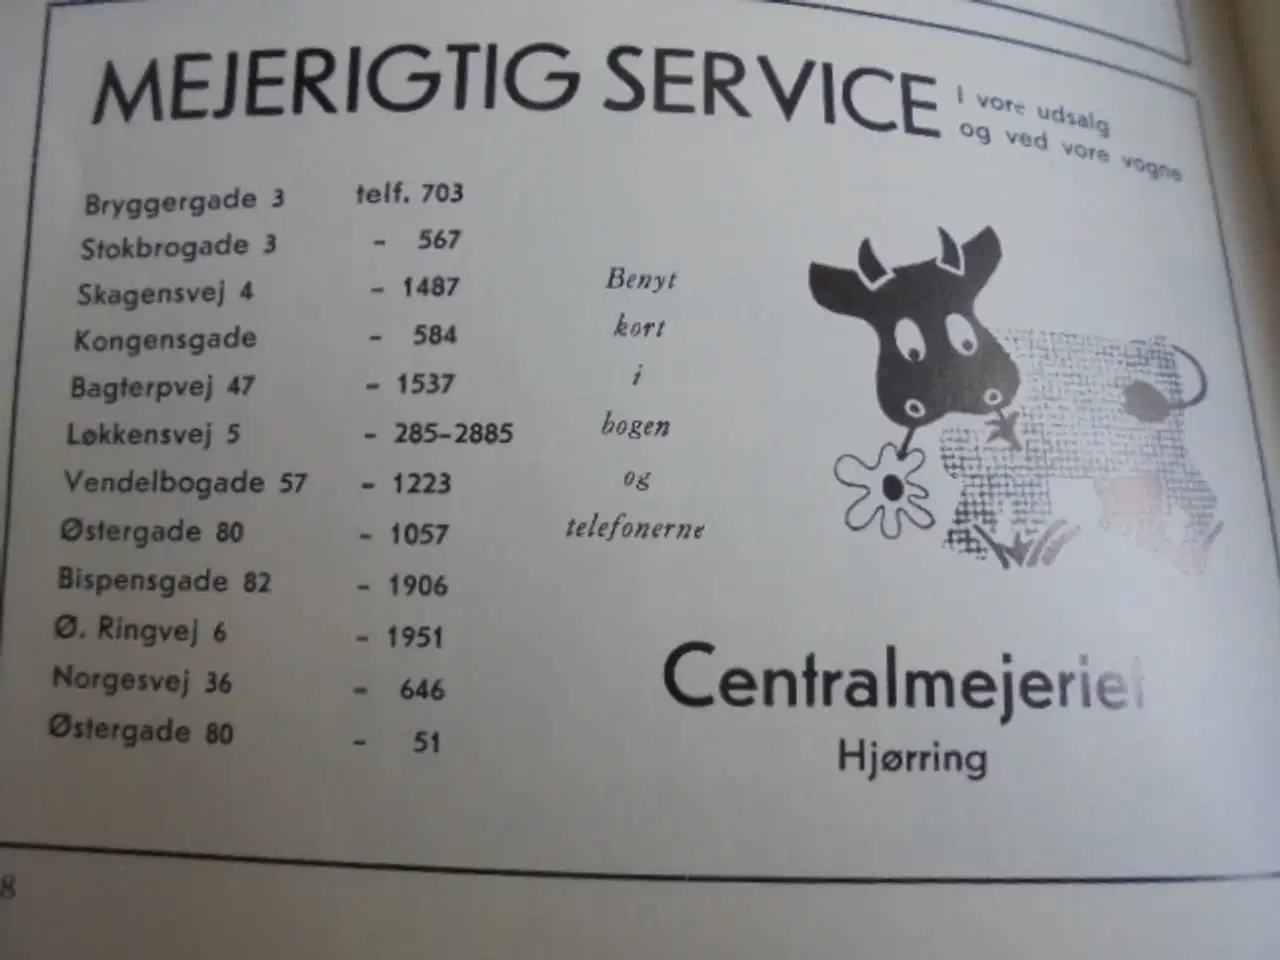 MEJERIGTIG SERVICE
I vore udsalg
og ved vore vogne
Bryggergade 3 telf. 703
Stokbrogade 3 - 567
Skagensvej 4 - 1487
Kongensgade - 584
Bagterpvej 47 - 1537
Løkkensvej 5 - 285-2885
Vendelbogade 57 - 1223
Østergade 80 - 1057
Bispensgade 82 - 1906
Ø. Ringvej 6 - 1951
Norgesvej 36 - 646
Østergade 80 - 51
Benyt
kort
i
bogen
og
telefonerne
Centralmejeriet
Hjørring
8